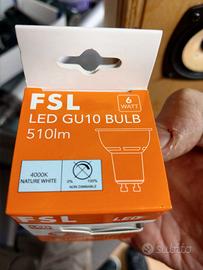 FSL
6
WATT
LED GU10 BULB
510lm
4000K
NATURE WHITE
0% 100%
NON DIMMABLE
FSL
LED
subito